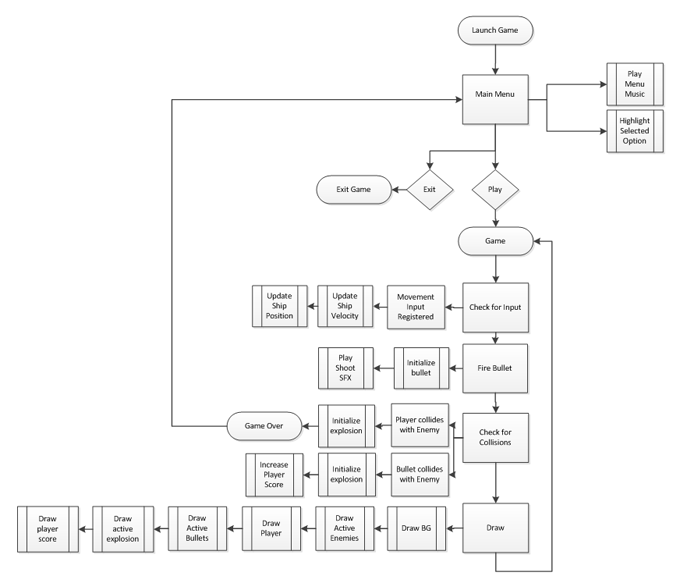 Launch Game
Main Menu
Play
Menu
Music
Highlight
Selected
Option
Exit Game
Exit
Play
Game
Update
Ship
Position
Update
Ship
Velocity
Movement
Input
Registered
Check for Input
Play
Shoot
SFX
Initialize
bullet
Fire Bullet
Game Over
Initialize
explosion
Player collides
with Enemy
Check for
Collisions
Increase
Player
Score
Initialize
explosion
Bullet collides
with Enemy
Draw
player
score
Draw
active
explosion
Draw
Active
Bullets
Draw
Player
Draw
Active
Enemies
Draw BG
Draw